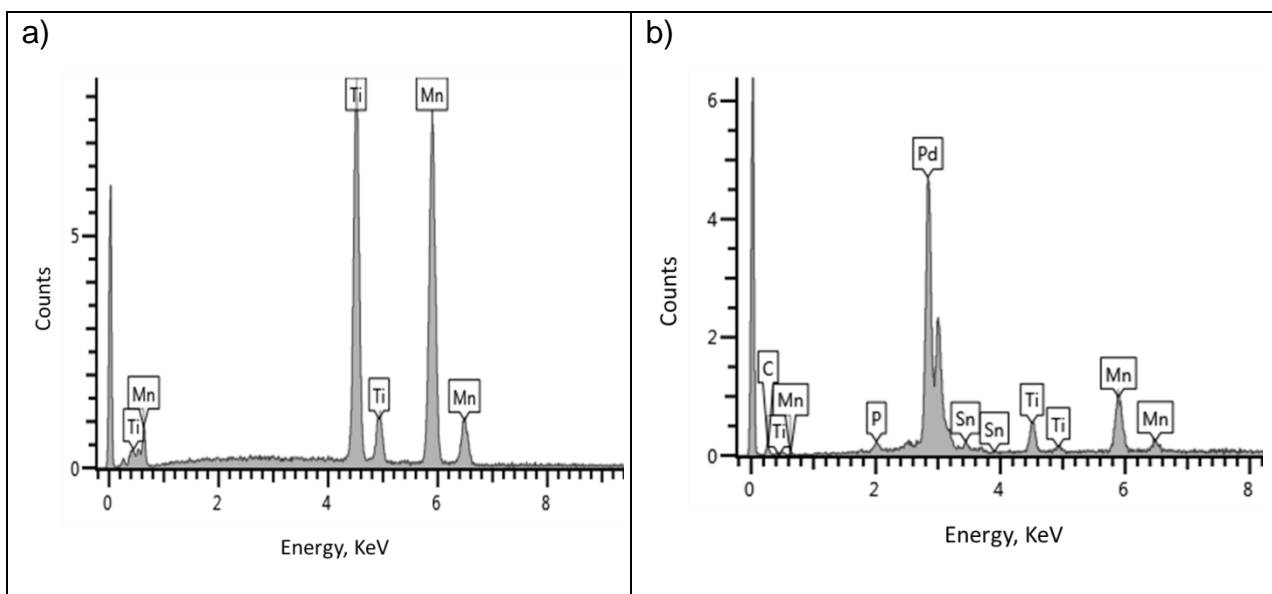 a)
Ti
Mn
Mn
Ti
Ti
Mn
5
0
Counts
0 2 4 6 8
Energy, KeV
b)
6
Pd
4
Counts
2
C
Mn
Ti
P
Sn
Sn
Ti
Ti
Mn
Mn
0
0 2 4 6 8
Energy, KeV